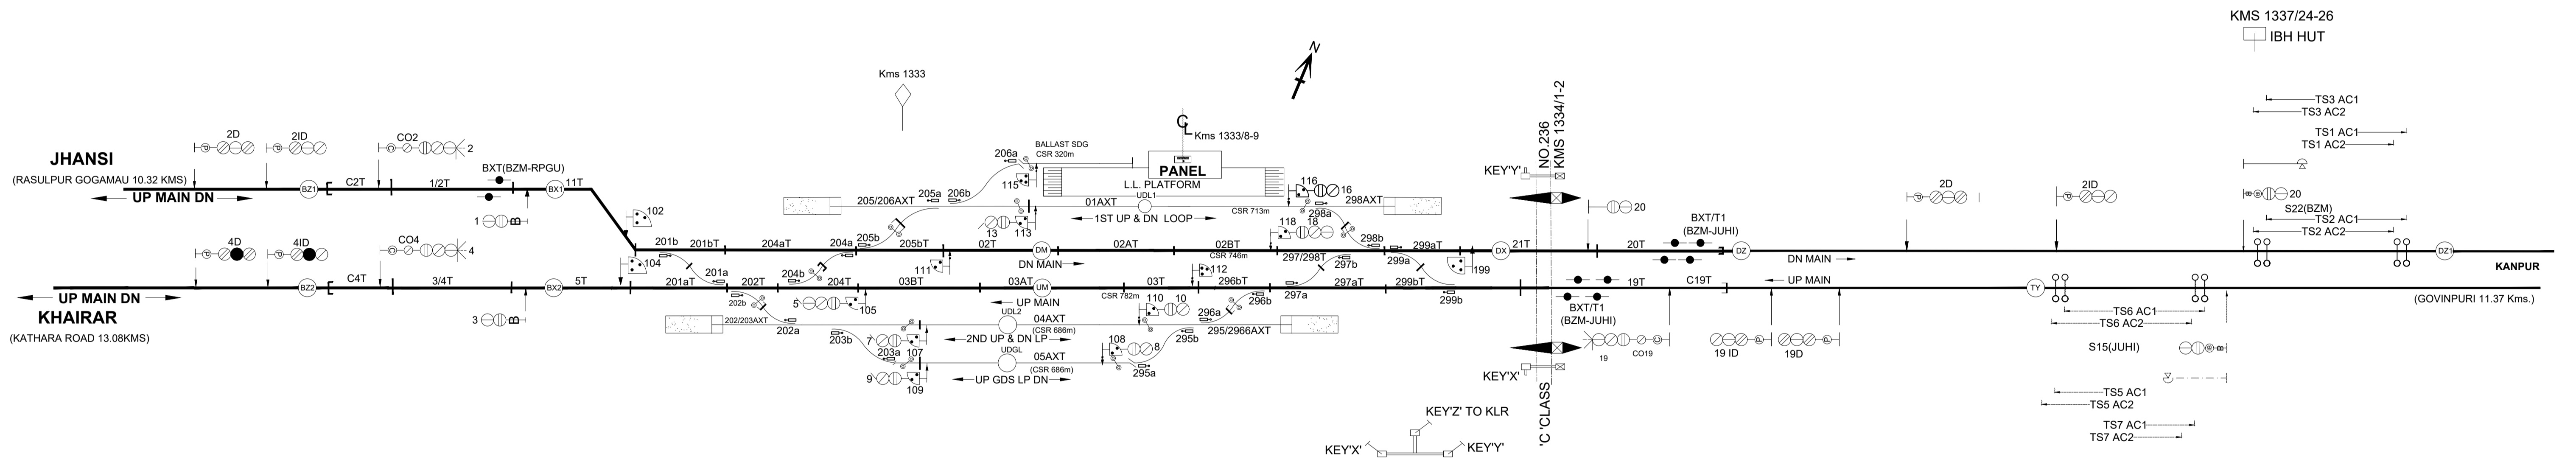 KMS 1337/24-26
IBH HUT
N
Kms 1333
C
L
Kms 1333/8-9
NO.236
KMS 1334/1-2
TS3 AC1
TS3 AC2
TS1 AC1
TS1 AC2
2D
2ID
CO2
2
P
P
C
JHANSI
(RASULPUR GOGAMAU 10.32 KMS)
UP MAIN DN
BXT(BZM-RPGU)
BZ1
C2T
1/2T
BX1
11T
1
B
BALLAST SDG
CSR 320m
206a
115
PANEL
L.L. PLATFORM
KEY'Y'
116
16
205/206AXT
205a
206b
01AXT
UDL1
1ST UP & DN LOOP
CSR 713m
298a
298AXT
13
113
118
18
20
2D
2ID
P
P
B
20
S22(BZM)
TS2 AC1
TS2 AC2
102
BXT/T1
(BZM-JUHI)
4D
4ID
CO4
4
P
P
C
201b
201bT
204aT
204a
205b
205bT
02T
DM
02AT
02BT
CSR 746m
297/298T
297b
298b
299a
299aT
DX
21T
20T
DZ
DZ1
DN MAIN
DN MAIN
KANPUR
104
111
112
199
UP MAIN DN
KHAIRAR
(KATHARA ROAD 13.08KMS)
BZ2
C4T
3/4T
BX2
5T
201aT
201a
202T
204b
204T
03BT
UM
03AT
03T
296bT
297a
297aT
299bT
299b
19T
C19T
UP MAIN
TY
(GOVINPURI 11.37 Kms.)
3
B
202b
5
105
UP MAIN
CSR 782m
110
10
296b
BXT/T1
(BZM-JUHI)
202/203AXT
202a
UDL2
04AXT
(CSR 686m)
2ND UP & DN LP
296a
295/2966AXT
203b
7
107
203a
UDGL
05AXT
(CSR 686m)
UP GDS LP DN
108
8
295b
295a
9
109
KEY'X'
19
CO19
C
19 ID
P
19D
P
TS6 AC1
TS6 AC2
S15(JUHI)
B
'C 'CLASS
TS5 AC1
TS5 AC2
TS7 AC1
TS7 AC2
KEY'Z' TO KLR
KEY'X'
KEY'Y'